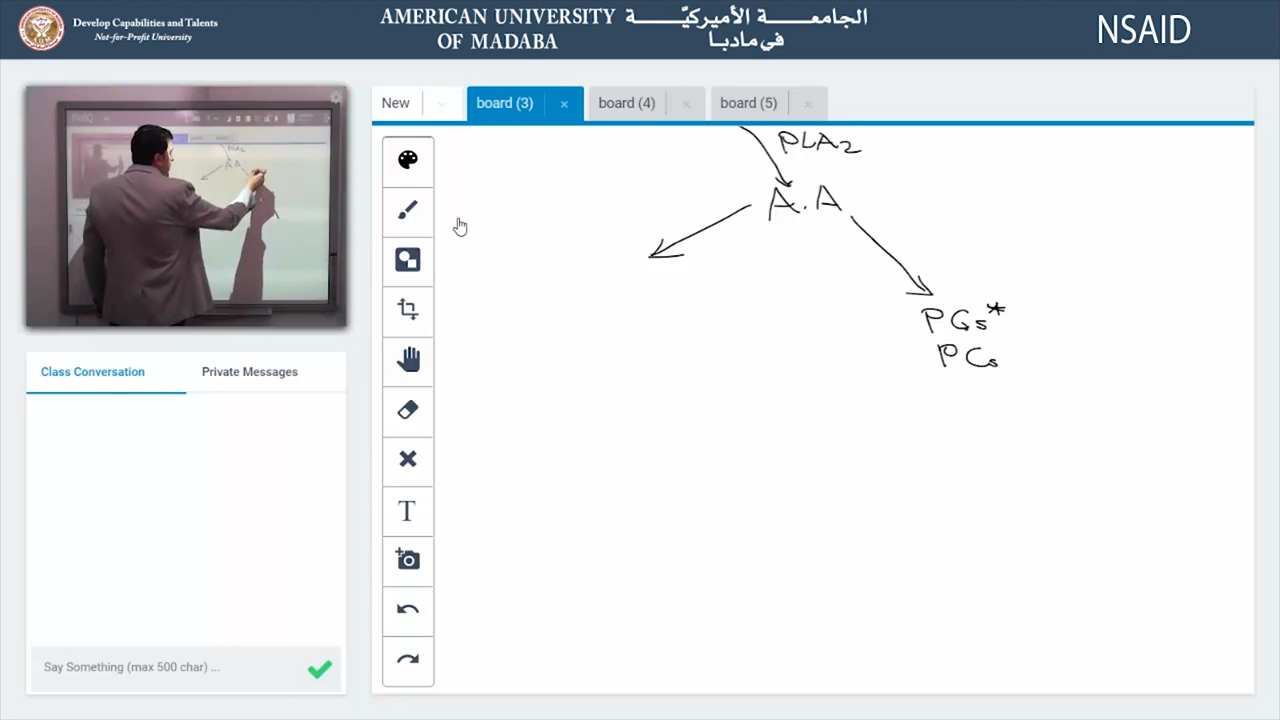 Develop Capabilities and Talents
Not-for-Profit University
AMERICAN UNIVERSITY
OF MADABA
الجامعـــــة الأميركيّـــــة
في مادبـا
NSAID
New
board (3) ×
board (4) ×
board (5) ×
PLA2
A.A
PGs*
PCs
T
Class Conversation
Private Messages
Say Something (max 500 char) ...